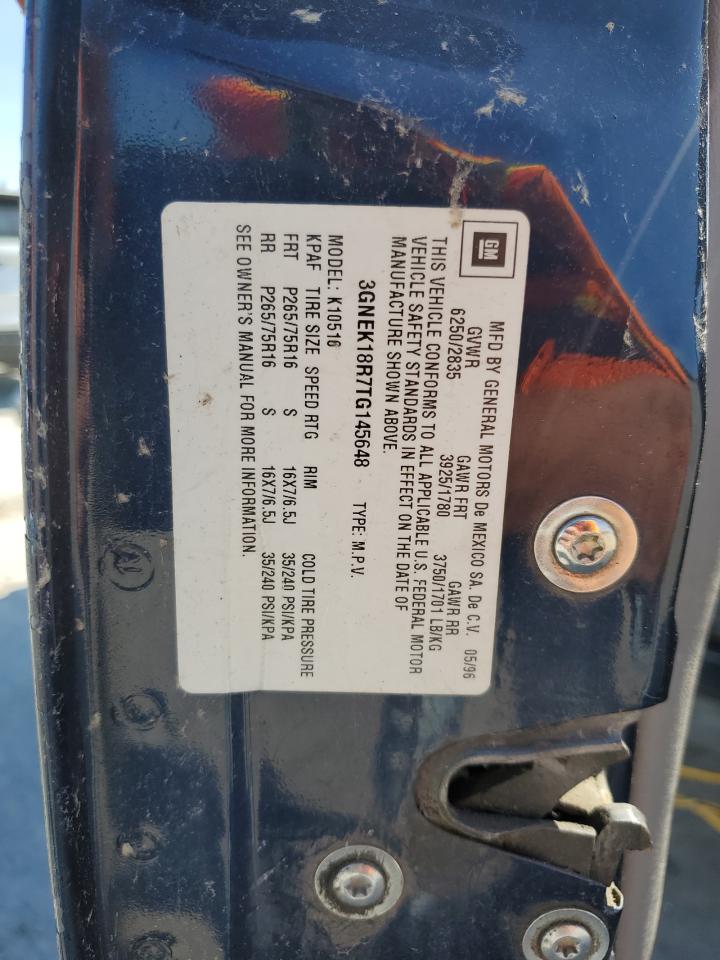 GM
MFD BY GENERAL MOTORS De MEXICO SA. De C.V. 05/96
GVWR GAWR FRT GAWR RR
6250/2835 3925/1780 3750/1701 LB/KG
THIS VEHICLE CONFORMS TO ALL APPLICABLE U.S. FEDERAL MOTOR
VEHICLE SAFETY STANDARDS IN EFFECT ON THE DATE OF
MANUFACTURE SHOWN ABOVE.
3GNEK18R7TG145648 TYPE: M.P.V.
MODEL: K10516
KPAF TIRE SIZE SPEED RTG RIM COLD TIRE PRESSURE
FRT P265/75R16 S 16X7/6.5J 35/240 PSI/KPA
RR P265/75R16 S 16X7/6.5J 35/240 PSI/KPA
SEE OWNER'S MANUAL FOR MORE INFORMATION.